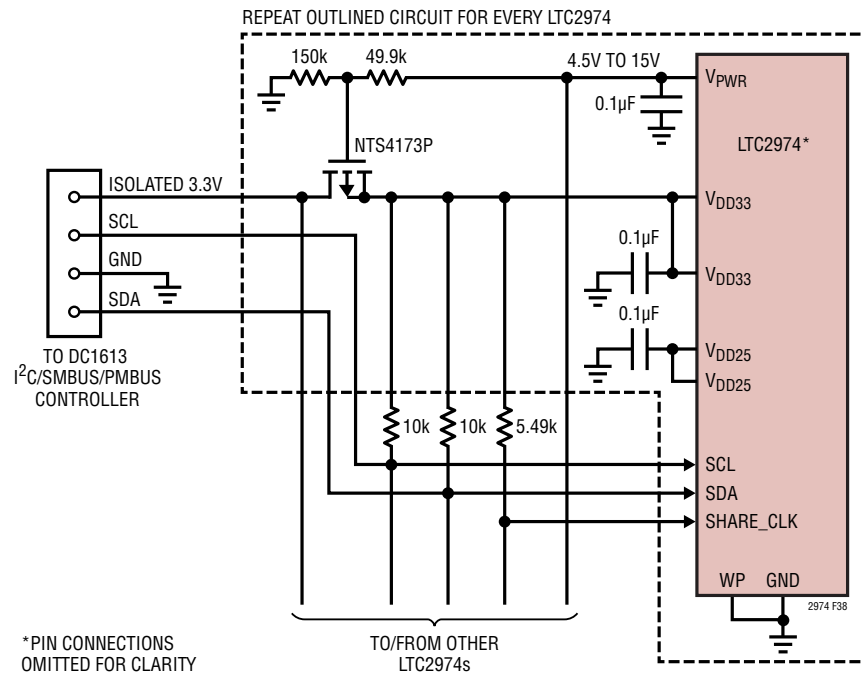 REPEAT OUTLINED CIRCUIT FOR EVERY LTC2974
150k
49.9k
4.5V TO 15V
0.1µF
VPWR
LTC2974*
NTS4173P
ISOLATED 3.3V
SCL
GND
SDA
TO DC1613
I2C/SMBUS/PMBUS
CONTROLLER
VDD33
0.1µF
VDD33
0.1µF
VDD25
VDD25
10k
10k
5.49k
SCL
SDA
SHARE_CLK
WP GND
2974 F38
*PIN CONNECTIONS
OMITTED FOR CLARITY
TO/FROM OTHER
LTC2974s